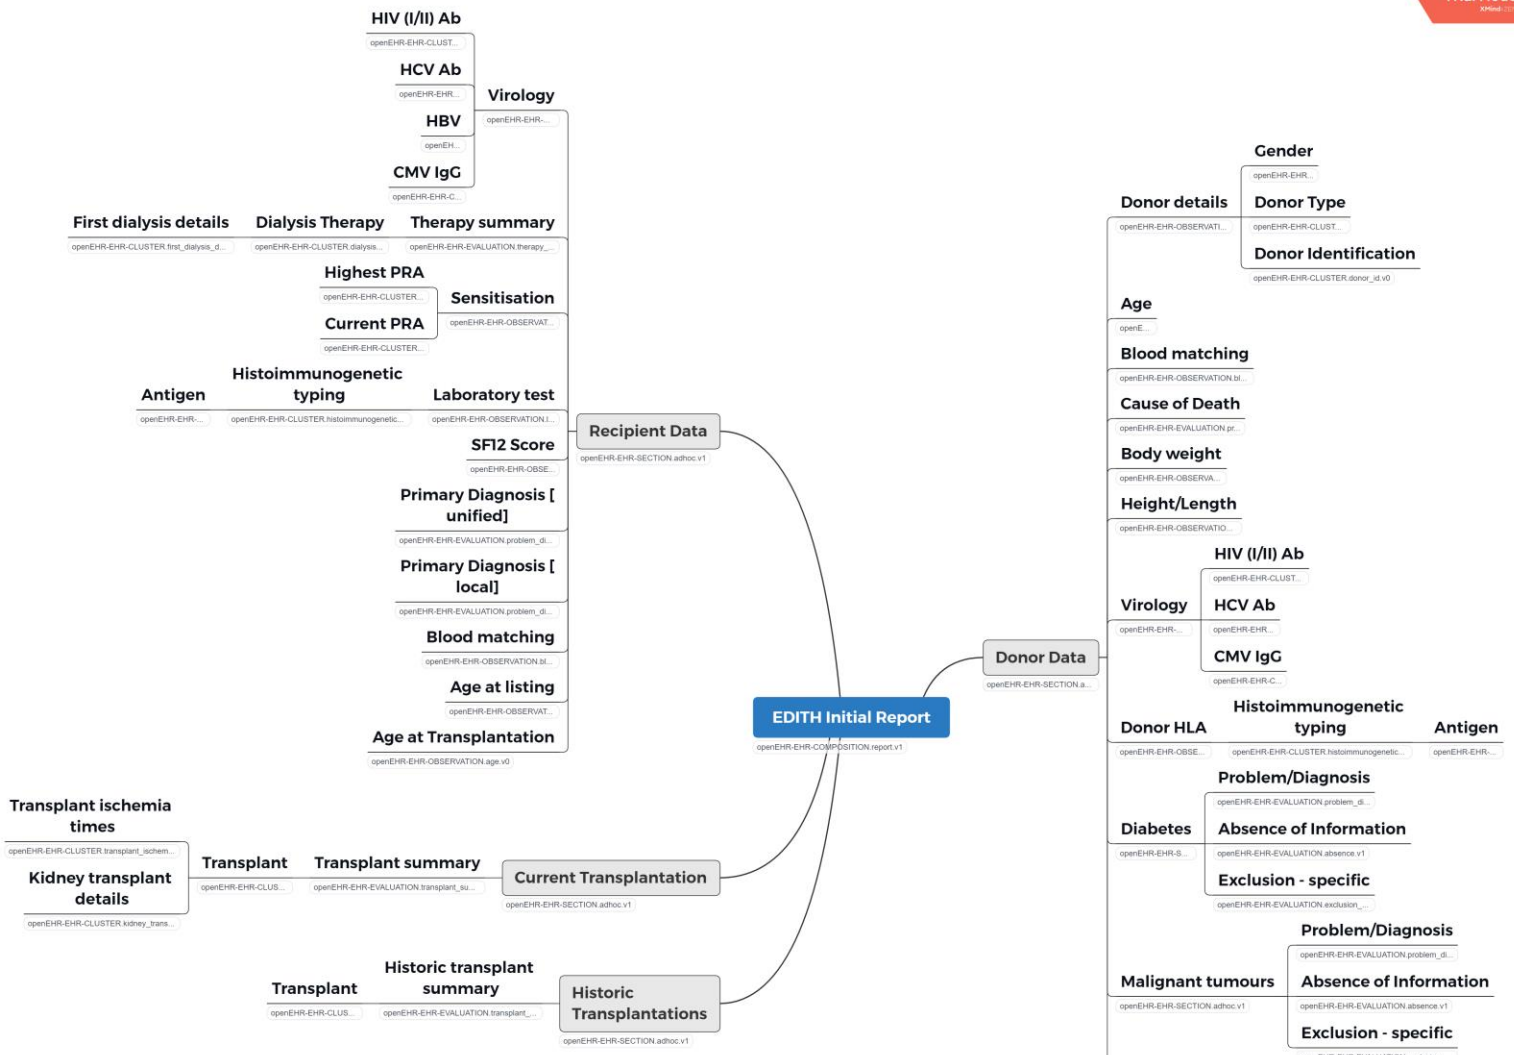 XMind
HIV (I/II) Ab
openEHR-EHR-CLUST...
HCV Ab
openEHR-EHR...
Virology
openEHR-EHR-...
HBV
openEH...
CMV IgG
openEHR-EHR-C...
First dialysis details
openEHR-EHR-CLUSTER.first_dialysis_d...
Dialysis Therapy
openEHR-EHR-CLUSTER.dialysis...
Therapy summary
openEHR-EHR-EVALUATION.therapy_...
Highest PRA
openEHR-EHR-CLUSTER...
Sensitisation
openEHR-EHR-OBSERVAT...
Current PRA
openEHR-EHR-CLUSTER...
Antigen
openEHR-EHR-...
Histoimmunogenetic
typing
openEHR-EHR-CLUSTER.histoimmunogenetic...
Laboratory test
openEHR-EHR-OBSERVATION.l...
Recipient Data
openEHR-EHR-SECTION.adhoc.v1
SF12 Score
openEHR-EHR-OBSE...
Primary Diagnosis [
unified]
openEHR-EHR-EVALUATION.problem_di...
Primary Diagnosis [
local]
openEHR-EHR-EVALUATION.problem_di...
Blood matching
openEHR-EHR-OBSERVATION.bl...
Age at listing
openEHR-EHR-OBSERVAT...
Age at Transplantation
openEHR-EHR-OBSERVATION.age.v0
EDITH Initial Report
openEHR-EHR-COMPOSITION.report.v1
Transplant ischemia
times
openEHR-EHR-CLUSTER.transplant_ischem...
Kidney transplant
details
openEHR-EHR-CLUSTER.kidney_trans...
Transplant
openEHR-EHR-CLUS...
Transplant summary
openEHR-EHR-EVALUATION.transplant_su...
Current Transplantation
openEHR-EHR-SECTION.adhoc.v1
Transplant
openEHR-EHR-CLUS...
Historic transplant
summary
openEHR-EHR-EVALUATION.transplant_...
Historic
Transplantations
openEHR-EHR-SECTION.adhoc.v1
Donor Data
openEHR-EHR-SECTION.a...
Donor details
openEHR-EHR-OBSERVATI...
Gender
openEHR-EHR...
Donor Type
openEHR-EHR-CLUST...
Donor Identification
openEHR-EHR-CLUSTER.donor_id.v0
Age
openE...
Blood matching
openEHR-EHR-OBSERVATION.bl...
Cause of Death
openEHR-EHR-EVALUATION.pr...
Body weight
openEHR-EHR-OBSERVA...
Height/Length
openEHR-EHR-OBSERVATIO...
Virology
openEHR-EHR-...
HIV (I/II) Ab
openEHR-EHR-CLUST...
HCV Ab
openEHR-EHR...
CMV IgG
openEHR-EHR-C...
Donor HLA
openEHR-EHR-OBSE...
Histoimmunogenetic
typing
openEHR-EHR-CLUSTER.histoimmunogenetic...
Antigen
openEHR-EHR-...
Diabetes
openEHR-EHR-S...
Problem/Diagnosis
openEHR-EHR-EVALUATION.problem_di...
Absence of Information
openEHR-EHR-EVALUATION.absence.v1
Exclusion - specific
openEHR-EHR-EVALUATION.exclusion_...
Malignant tumours
openEHR-EHR-SECTION.adhoc.v1
Problem/Diagnosis
openEHR-EHR-EVALUATION.problem_di...
Absence of Information
openEHR-EHR-EVALUATION.absence.v1
Exclusion - specific